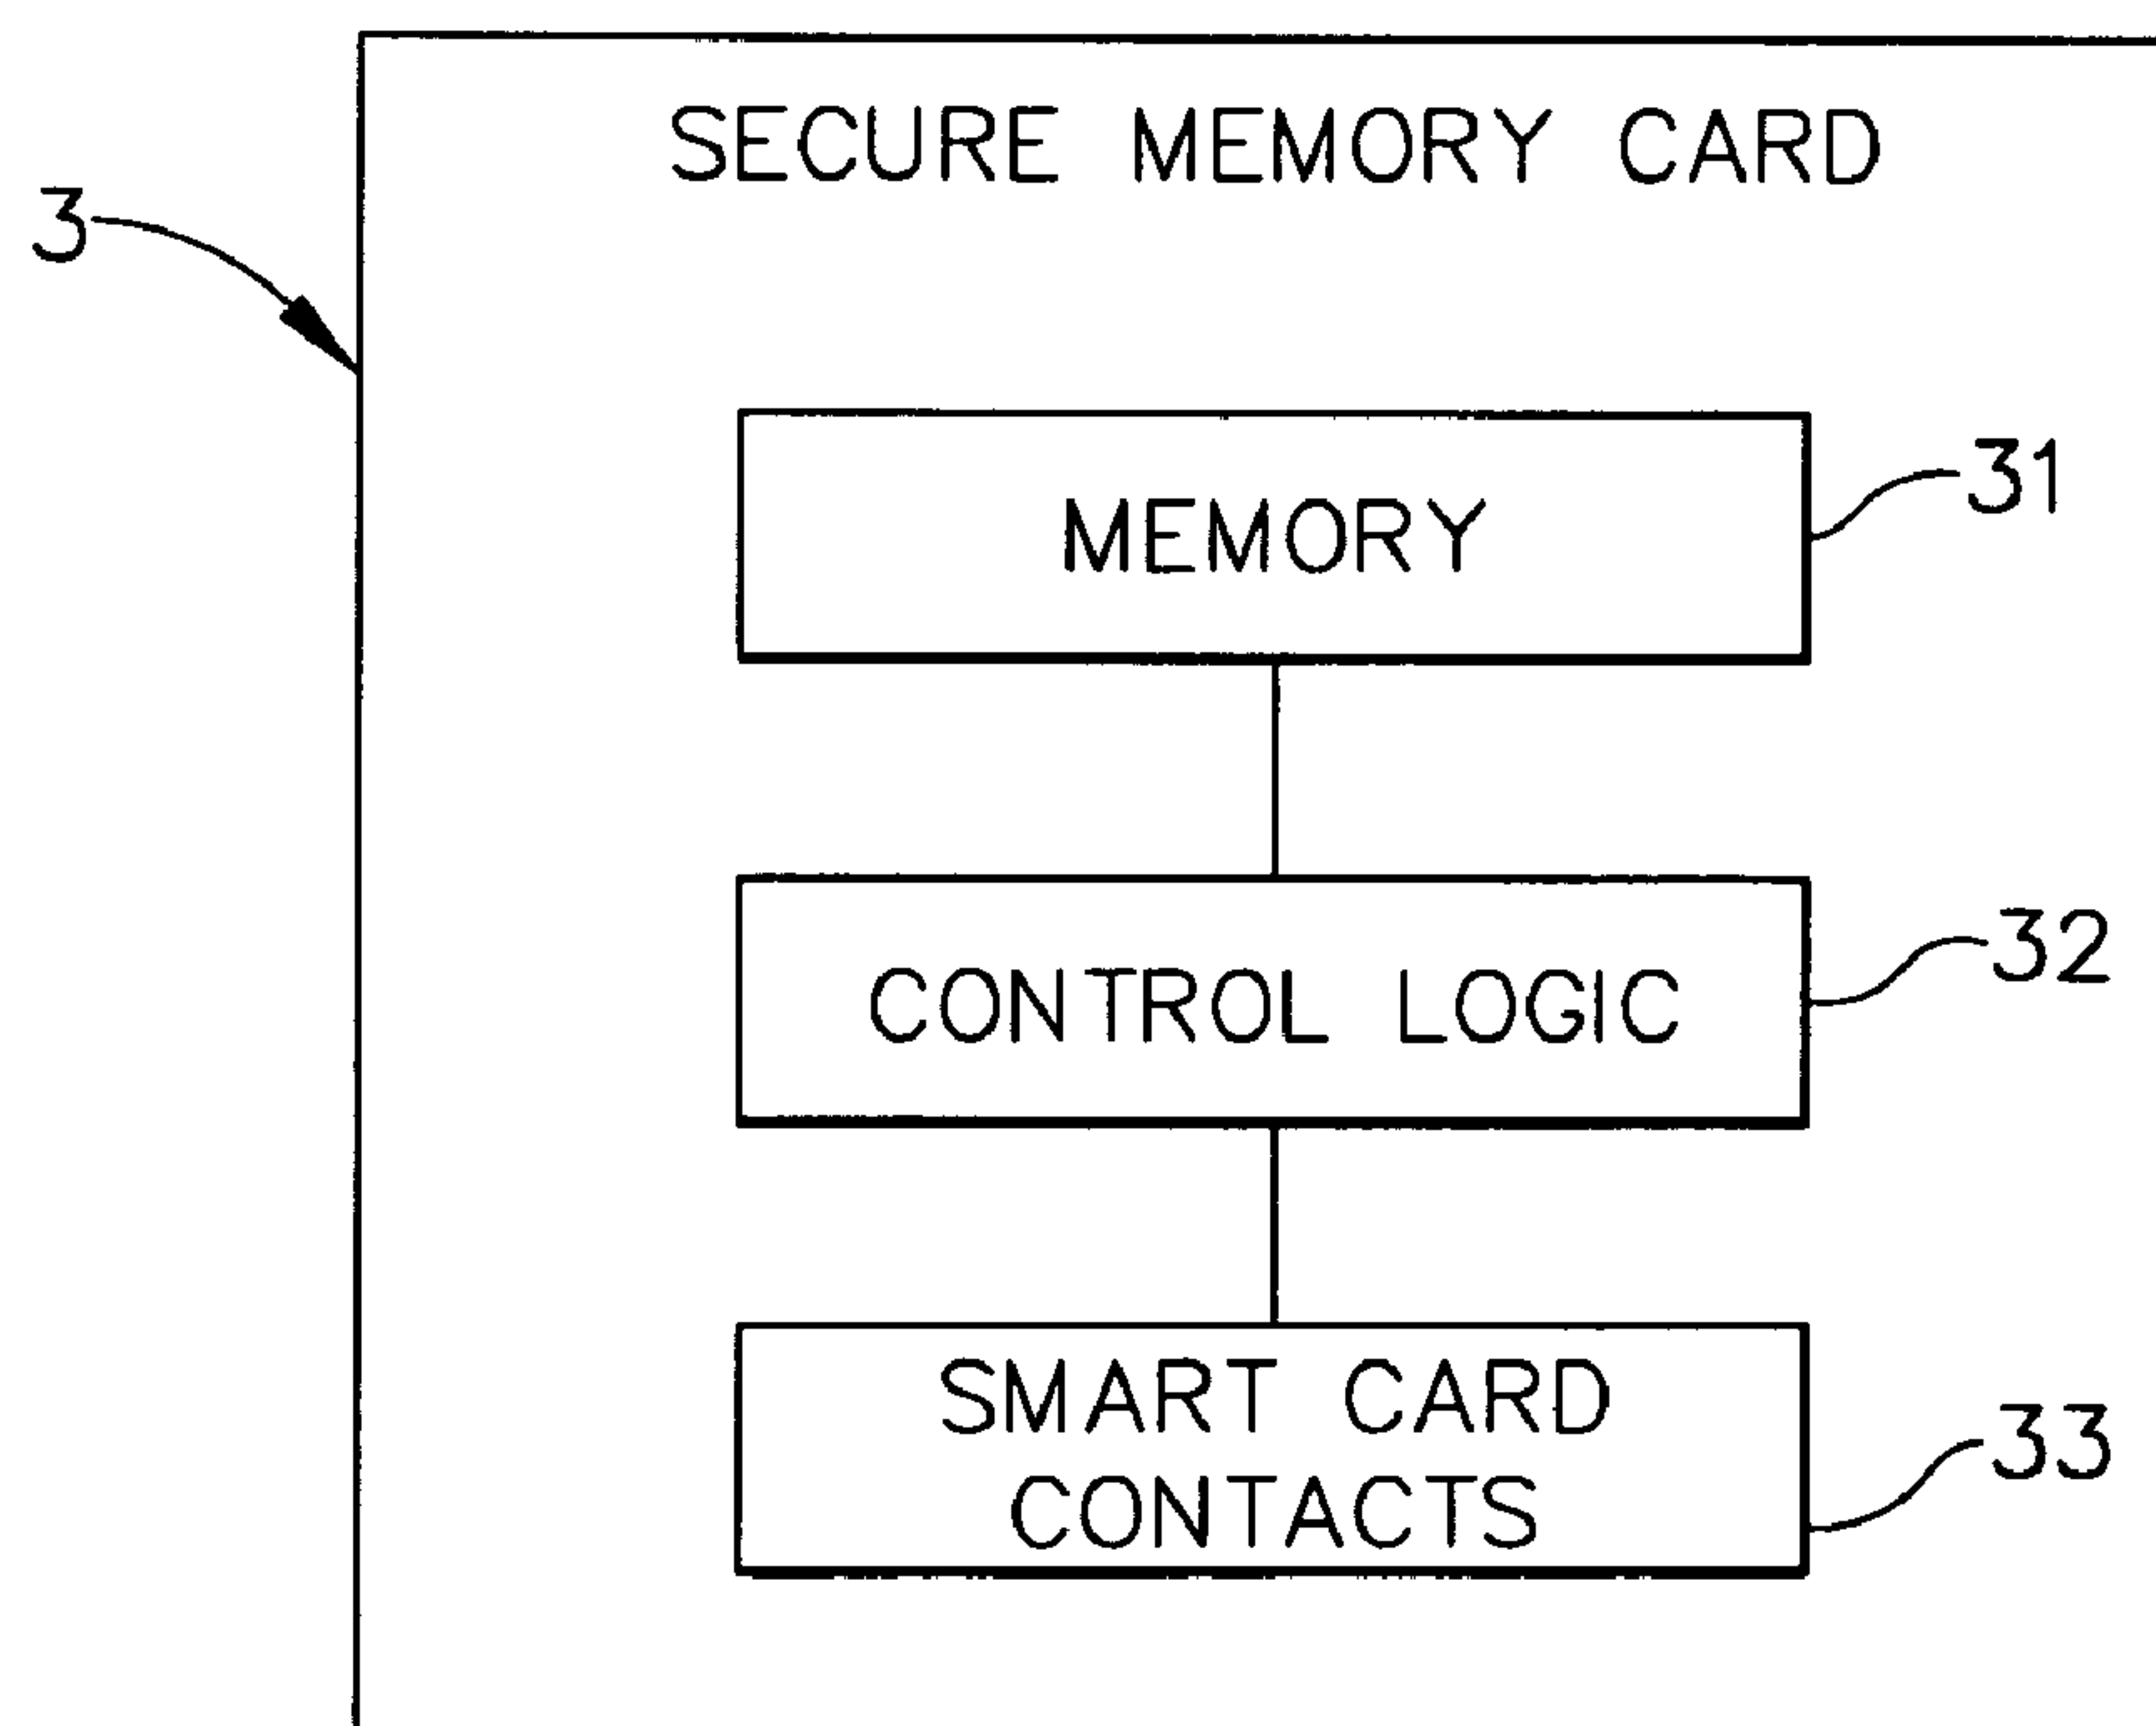 SECURE MEMORY CARD
3
MEMORY
31
CONTROL LOGIC
32
SMART CARD
CONTACTS
33